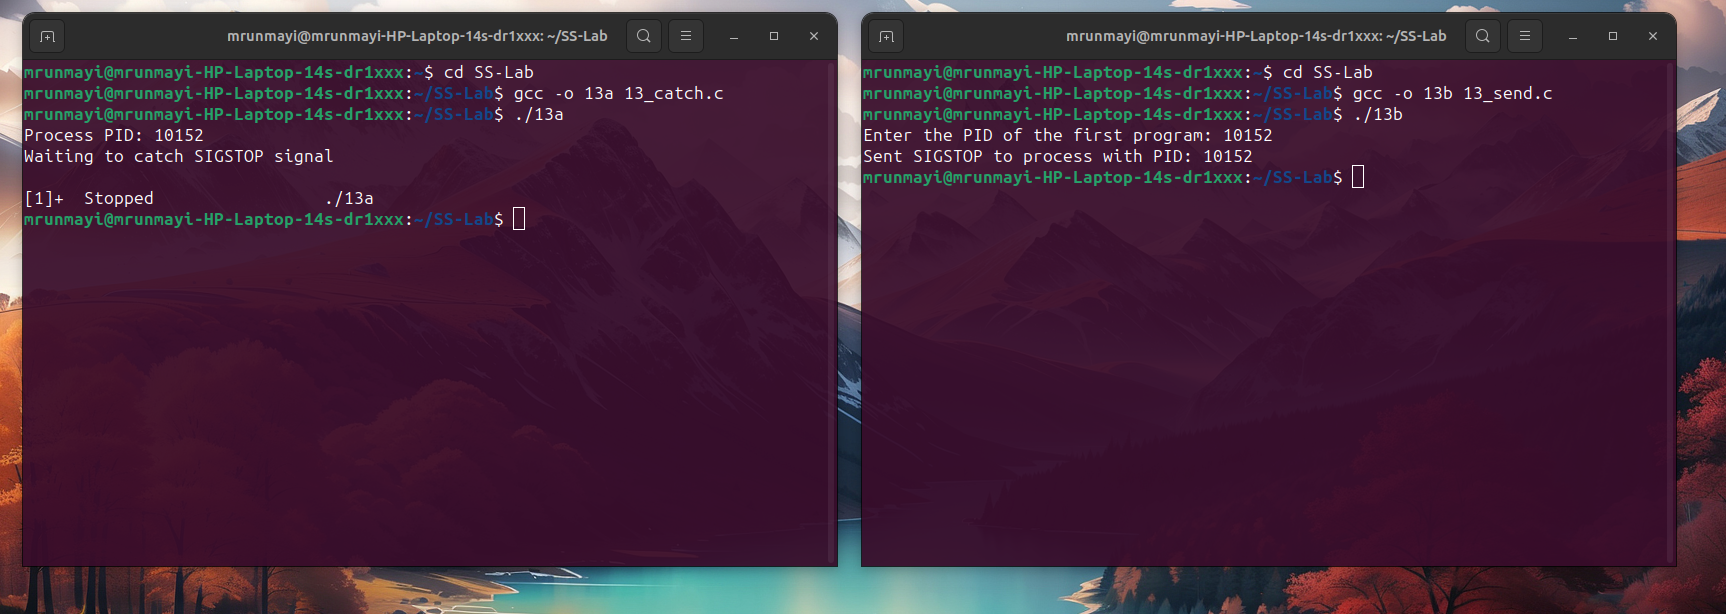 mrunmayi@mrunmayi-HP-Laptop-14s-dr1xxx: ~/SS-Lab
mrunmayi@mrunmayi-HP-Laptop-14s-dr1xxx:~$ cd SS-Lab
mrunmayi@mrunmayi-HP-Laptop-14s-dr1xxx:~/SS-Lab$ gcc -o 13a 13_catch.c
mrunmayi@mrunmayi-HP-Laptop-14s-dr1xxx:~/SS-Lab$ ./13a
Process PID: 10152
Waiting to catch SIGSTOP signal
[1]+  Stopped                 ./13a
mrunmayi@mrunmayi-HP-Laptop-14s-dr1xxx:~/SS-Lab$
mrunmayi@mrunmayi-HP-Laptop-14s-dr1xxx: ~/SS-Lab
mrunmayi@mrunmayi-HP-Laptop-14s-dr1xxx:~$ cd SS-Lab
mrunmayi@mrunmayi-HP-Laptop-14s-dr1xxx:~/SS-Lab$ gcc -o 13b 13_send.c
mrunmayi@mrunmayi-HP-Laptop-14s-dr1xxx:~/SS-Lab$ ./13b
Enter the PID of the first program: 10152
Sent SIGSTOP to process with PID: 10152
mrunmayi@mrunmayi-HP-Laptop-14s-dr1xxx:~/SS-Lab$